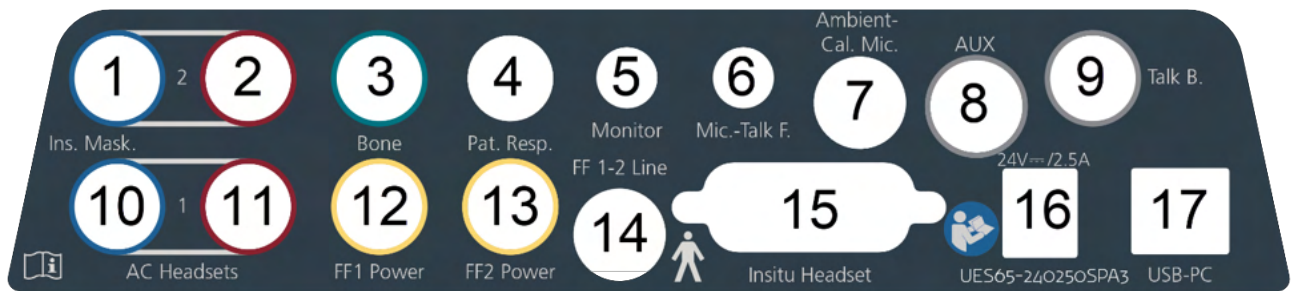 Ambient-
Cal. Mic.
AUX
1
2
2
3
4
5
6
7
8
9
Talk B.
Ins. Mask.
Bone
Pat. Resp.
Monitor
Mic.-Talk F.
FF 1-2 Line
24V⎓/2.5A
10
1
11
12
13
14
15
16
17
AC Headsets
FF1 Power
FF2 Power
Insitu Headset
UES65-240250SPA3
USB-PC